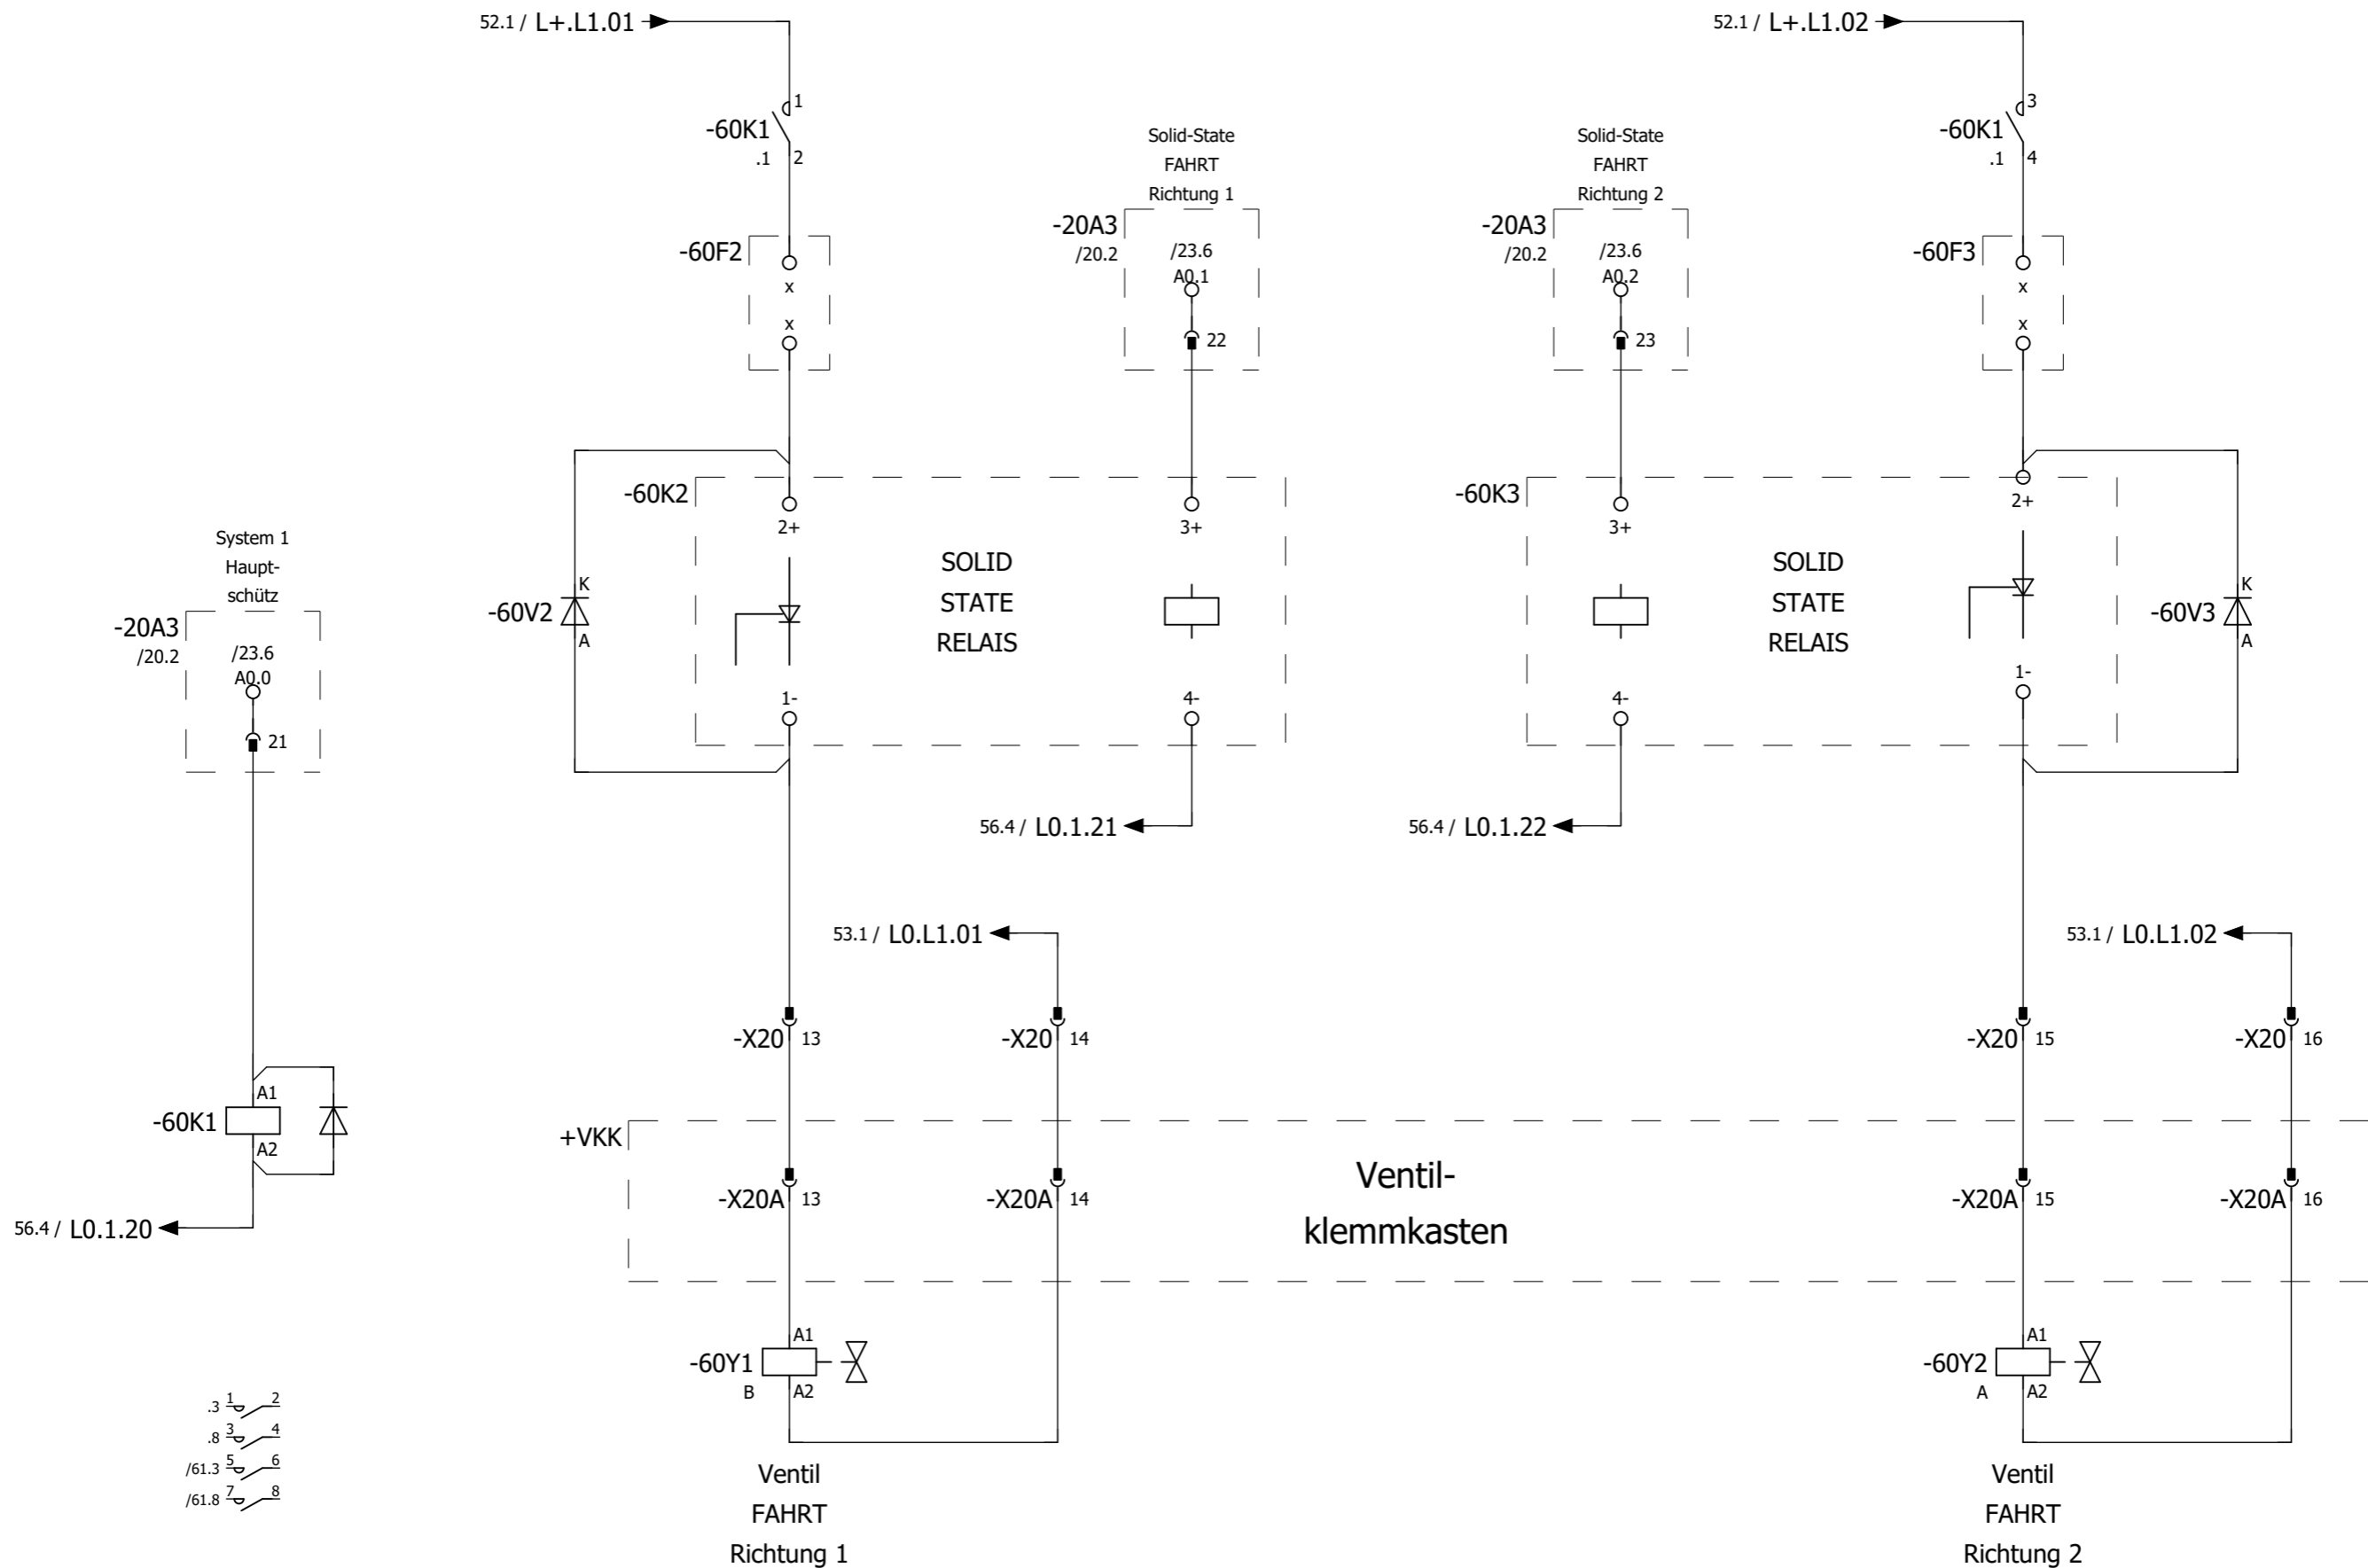 52.1 / L+.L1.01
52.1 / L+.L1.02
-60K1
.1
1
2
-60K1
.1
3
4
Solid-State
FAHRT
Richtung 1
Solid-State
FAHRT
Richtung 2
-60F2
x
x
-20A3
/20.2
/23.6
A0.1
22
-20A3
/20.2
/23.6
A0.2
23
-60F3
x
x
-60K2
2+
3+
SOLID
STATE
RELAIS
1-
4-
-60V2
K
A
-60K3
3+
2+
SOLID
STATE
RELAIS
4-
1-
-60V3
K
A
System 1
Haupt-
schütz
-20A3
/20.2
/23.6
A0.0
21
56.4 / L0.1.21
56.4 / L0.1.22
53.1 / L0.L1.01
53.1 / L0.L1.02
-X20 13
-X20 14
-X20 15
-X20 16
-60K1
A1
A2
56.4 / L0.1.20
+VKK
Ventil-
klemmkasten
-X20A 13
-X20A 14
-X20A 15
-X20A 16
-60Y1
B
A1
A2
-60Y2
A
A1
A2
.3 1 2
.8 3 4
/61.3 5 6
/61.8 7 8
Ventil
FAHRT
Richtung 1
Ventil
FAHRT
Richtung 2